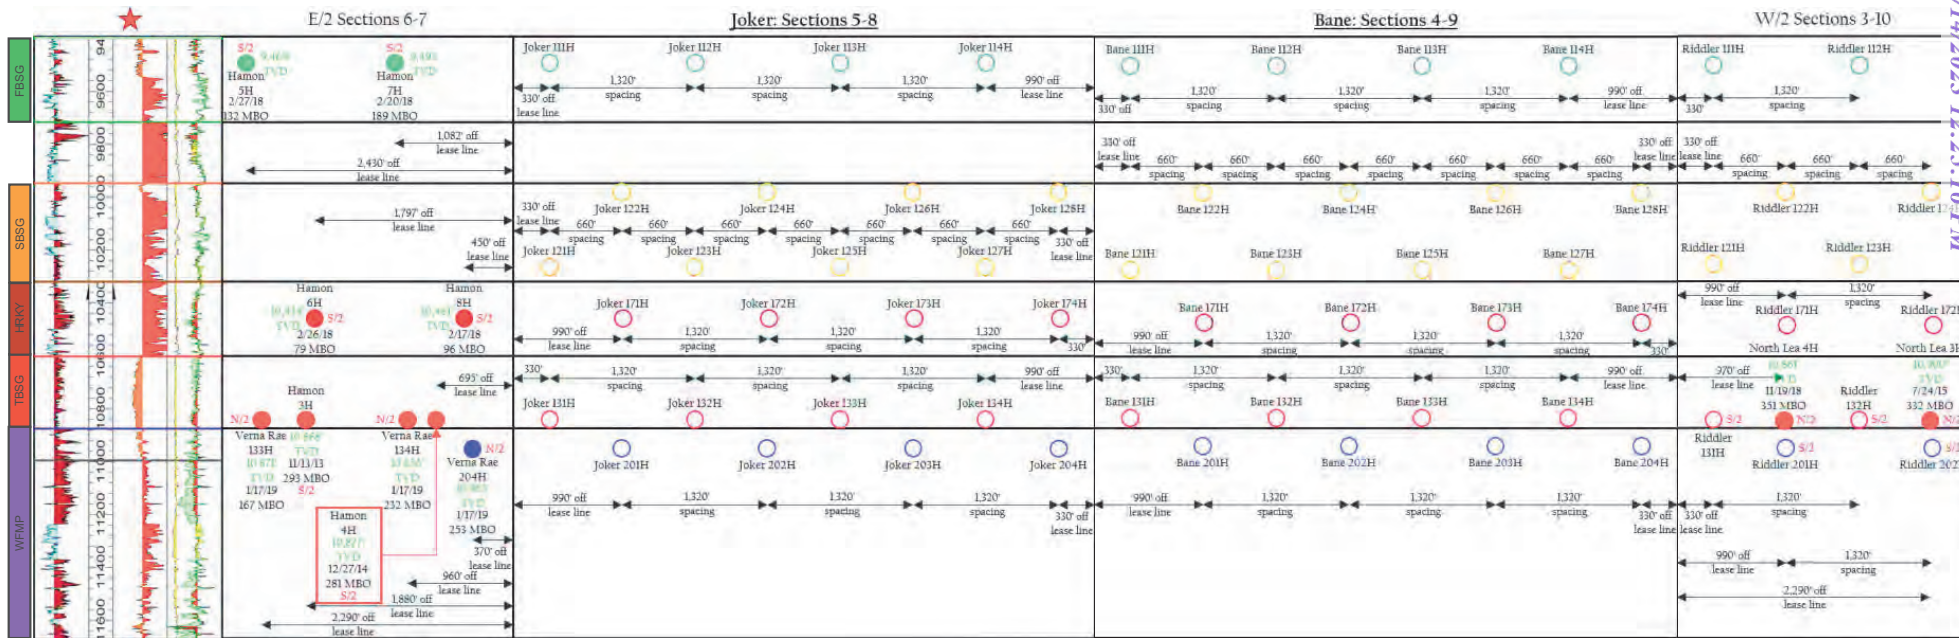 E/2 Sections 6-7
Joker: Sections 5-8
Bane: Sections 4-9
W/2 Sections 3-10
FBSG
SBSG
HRKY
TBSG
WFMP
94
9600
9800
10000
10200
10400
10600
10800
11000
11200
11400
11600
S/2
TVD
Hamon
5H
2/27/18
132 MBO
S/2
TVD
Hamon
7H
2/20/18
189 MBO
1,082' off
lease line
2,430' off
lease line
1,797' off
lease line
450' off
lease line
Hamon
6H
TVD
S/2
2/26/18
79 MBO
Hamon
8H
TVD
S/2
2/17/18
96 MBO
695' off
lease line
Hamon
3H
N/2
N/2
Verna Rae
133H
TVD
1/17/19
167 MBO
TVD
11/13/13
293 MBO
S/2
Verna Rae
134H
TVD
1/17/19
232 MBO
N/2
Verna Rae
204H
TVD
1/17/19
253 MBO
Hamon
4H
TVD
12/27/14
281 MBO
S/2
370' off
lease line
960' off
lease line
1,880' off
lease line
2,290' off
lease line
Joker 111H
Joker 112H
Joker 113H
Joker 114H
330' off
lease line
1,320'
spacing
1,320'
spacing
1,320'
spacing
990' off
lease line
Joker 122H
Joker 124H
Joker 126H
Joker 128H
330' off
lease line
660'
spacing
660'
spacing
660'
spacing
660'
spacing
660'
spacing
660'
spacing
660'
spacing
330' off
lease line
Joker 121H
Joker 123H
Joker 125H
Joker 127H
Joker 171H
Joker 172H
Joker 173H
Joker 174H
990' off
lease line
1,320'
spacing
1,320'
spacing
1,320'
spacing
330'
330'
1,320'
spacing
1,320'
spacing
1,320'
spacing
990' off
lease line
Joker 131H
Joker 132H
Joker 133H
Joker 134H
Joker 201H
Joker 202H
Joker 203H
Joker 204H
990' off
lease line
1,320'
spacing
1,320'
spacing
1,320'
spacing
330' off
lease line
Bane 111H
Bane 112H
Bane 113H
Bane 114H
330' off
1,320'
spacing
1,320'
spacing
1,320'
spacing
990' off
lease line
330' off
lease line
660'
spacing
660'
spacing
660'
spacing
660'
spacing
660'
spacing
660'
spacing
660'
spacing
330' off
lease line
Bane 122H
Bane 124H
Bane 126H
Bane 128H
Bane 121H
Bane 123H
Bane 125H
Bane 127H
Bane 171H
Bane 172H
Bane 173H
Bane 174H
990' off
lease line
1,320'
spacing
1,320'
spacing
1,320'
spacing
330'
330'
1,320'
spacing
1,320'
spacing
1,320'
spacing
990' off
lease line
Bane 131H
Bane 132H
Bane 133H
Bane 134H
Bane 201H
Bane 202H
Bane 203H
Bane 204H
990' off
lease line
1,320'
spacing
1,320'
spacing
1,320'
spacing
330' off
lease line
Riddler 111H
Riddler 112H
330'
1,320'
spacing
330' off
lease line
660'
spacing
660'
spacing
Riddler 122H
Riddler 121H
Riddler 123H
990' off
lease line
1,320'
spacing
Riddler 171H
Riddler 172H
North Lea 4H
North Lea 3H
970' off
lease line
11/19/18
351 MBO
TVD
7/24/15
332 MBO
Riddler
132H
S/2
N/2
S/2
N/2
Riddler
131H
S/2
Riddler 201H
Riddler 202
330' off
lease line
1,320'
spacing
990' off
lease line
1,320'
spacing
2,290' off
lease line